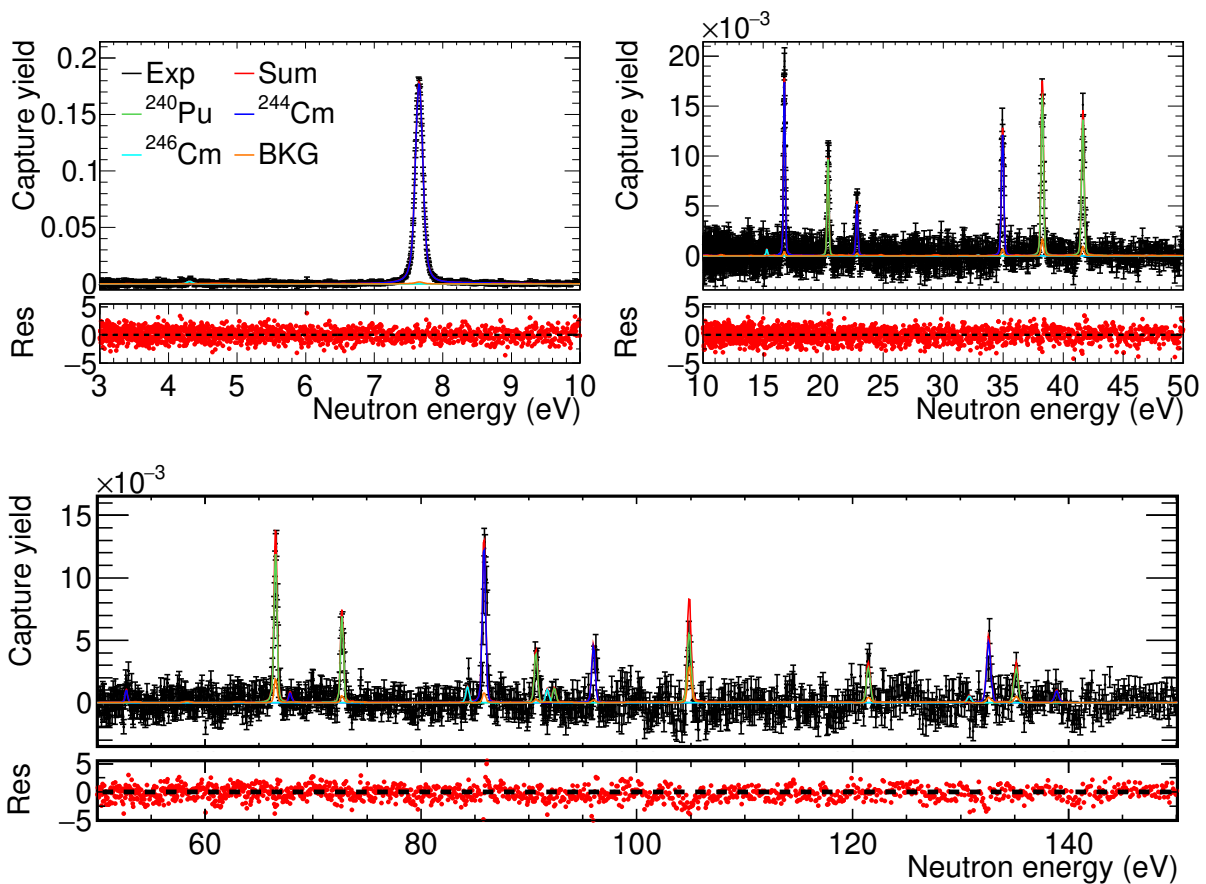 Capture yield
0.2
0.15
0.1
0.05
0
Exp
Sum
²⁴⁰Pu
²⁴⁴Cm
²⁴⁶Cm
BKG
Res
5
0
−5
3 4 5 6 7 8 9 10
Neutron energy (eV)
×10⁻³
Capture yield
20
15
10
5
0
Res
5
0
−5
10 15 20 25 30 35 40 45 50
Neutron energy (eV)
×10⁻³
Capture yield
15
10
5
0
Res
5
0
−5
60 80 100 120 140
Neutron energy (eV)